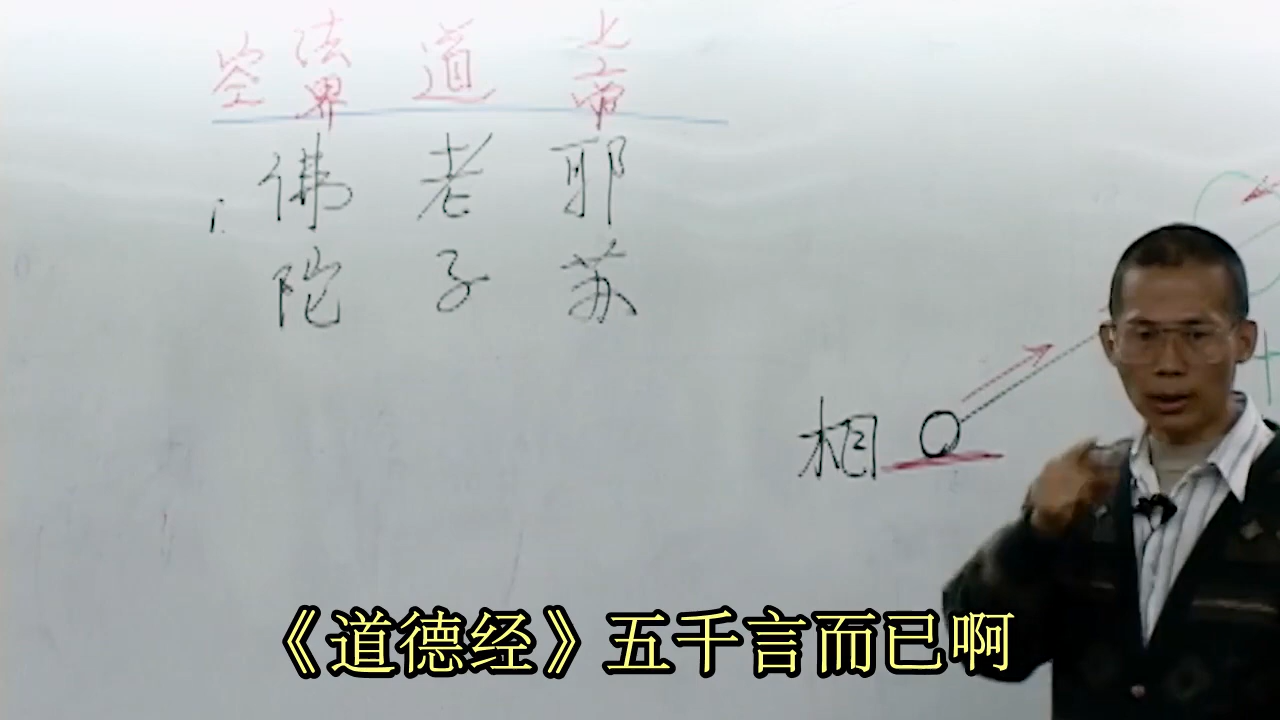 空 法界 道 上帝
佛陀 老子 耶苏
相
《道德经》五千言而已啊